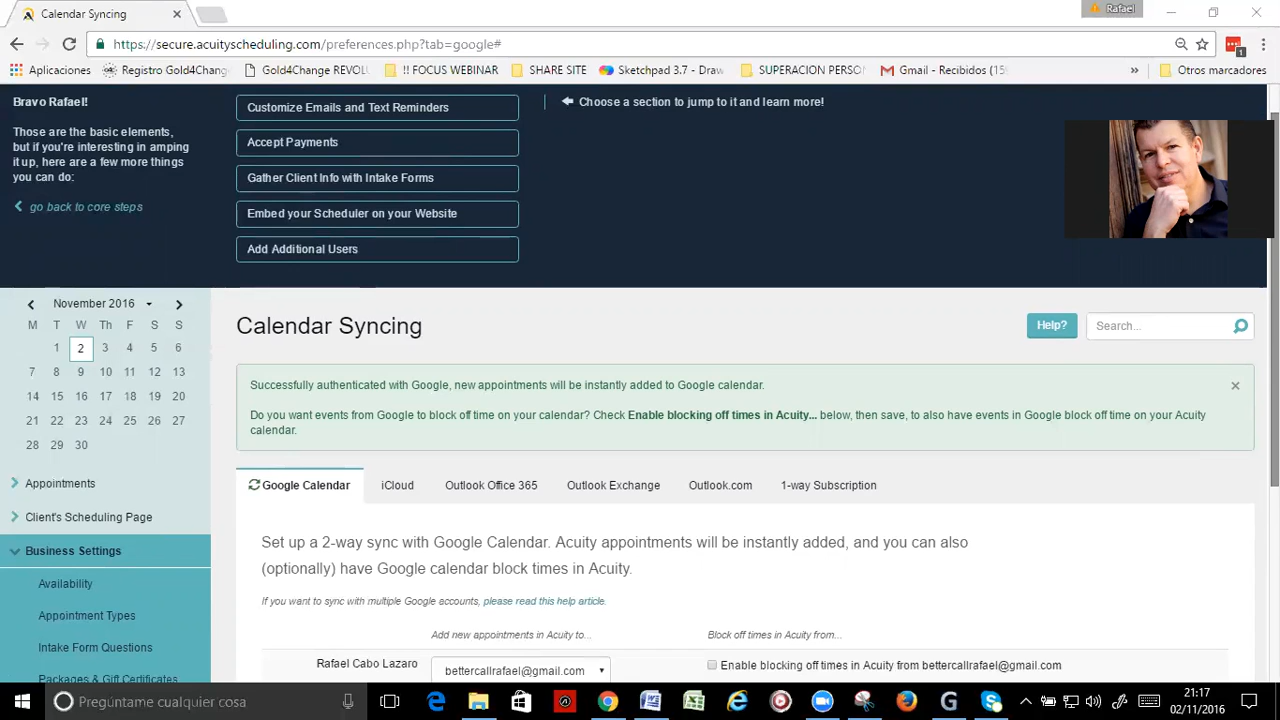 Calendar Syncing
Rafael
https://secure.acuityscheduling.com/preferences.php?tab=google#
1
Aplicaciones Registro Gold4Change Gold4Change REVOL !! FOCUS WEBINAR SHARE SITE Sketchpad 3.7 - Draw SUPERACION PERSO Gmail - Recibidos (15 » Otros marcadores
Bravo Rafael!
Those are the basic elements,
but if you're interesting in amping
it up, here are a few more things
you can do:
go back to core steps
Customize Emails and Text Reminders
Accept Payments
Gather Client Info with Intake Forms
Embed your Scheduler on your Website
Add Additional Users
Choose a section to jump to it and learn more!
November 2016
M T W Th F S S
1 2 3 4 5 6
7 8 9 10 11 12 13
14 15 16 17 18 19 20
21 22 23 24 25 26 27
28 29 30
Appointments
Client's Scheduling Page
Business Settings
Availability
Appointment Types
Intake Form Questions
Packages & Gift Certificates
Calendar Syncing
Help?
Search...
Successfully authenticated with Google, new appointments will be instantly added to Google calendar.
Do you want events from Google to block off time on your calendar? Check Enable blocking off times in Acuity... below, then save, to also have events in Google block off time on your Acuity
calendar.
Google Calendar iCloud Outlook Office 365 Outlook Exchange Outlook.com 1-way Subscription
Set up a 2-way sync with Google Calendar. Acuity appointments will be instantly added, and you can also
(optionally) have Google calendar block times in Acuity.
If you want to sync with multiple Google accounts, please read this help article.
Add new appointments in Acuity to... Block off times in Acuity from...
Rafael Cabo Lazaro bettercallrafael@gmail.com Enable blocking off times in Acuity from bettercallrafael@gmail.com
Pregúntame cualquier cosa
21:17
02/11/2016